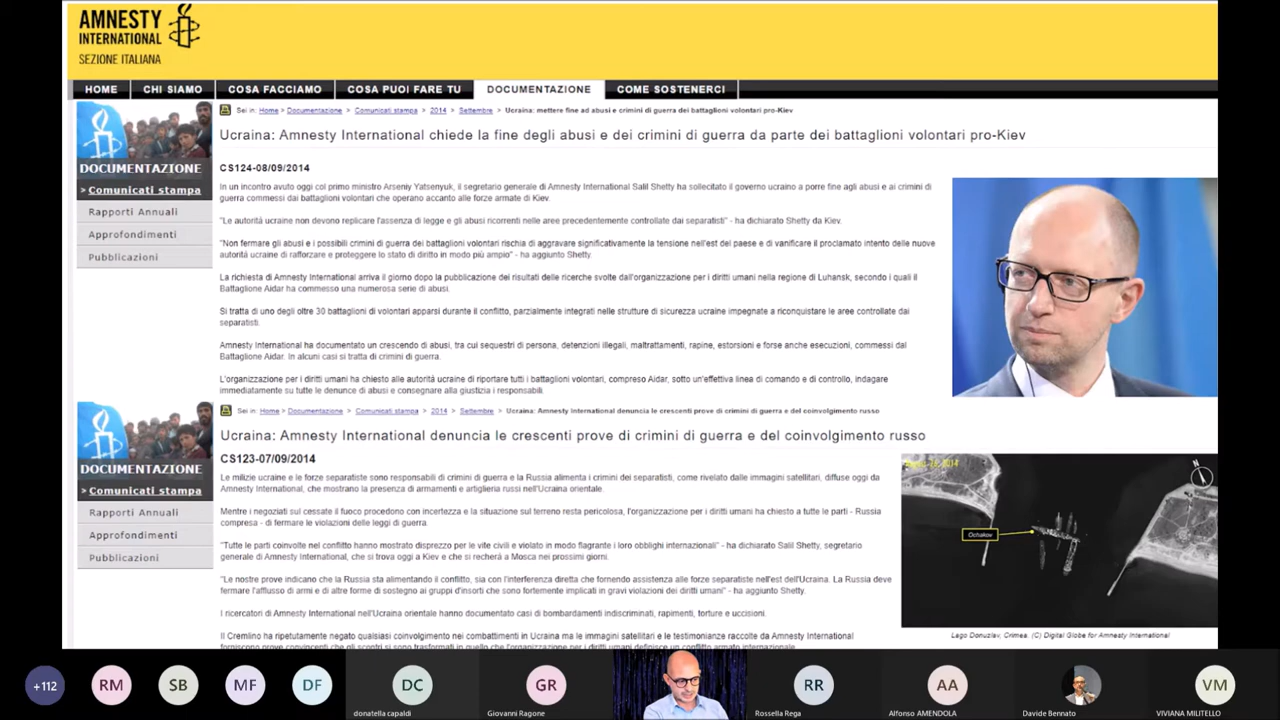 AMNESTY
INTERNATIONAL
SEZIONE ITALIANA
HOME CHI SIAMO COSA FACCIAMO COSA PUOI FARE TU DOCUMENTAZIONE COME SOSTENERCI
DOCUMENTAZIONE
> Comunicati stampa
Rapporti Annuali
Approfondimenti
Pubblicazioni
Sei in: Home > Documentazione > Comunicati stampa > 2014 > Settembre > Ucraina: mettere fine ad abusi e crimini di guerra dei battaglioni volontari pro-Kiev
Ucraina: Amnesty International chiede la fine degli abusi e dei crimini di guerra da parte dei battaglioni volontari pro-Kiev
CS124-08/09/2014
In un incontro avuto oggi col primo ministro Arseniy Yatsenyuk, il segretario generale di Amnesty International Salil Shetty ha sollecitato il governo ucraino a porre fine agli abusi e ai crimini di
guerra commessi dai battaglioni volontari che operano accanto alle forze armate di Kiev.
"Le autorità ucraine non devono replicare l'assenza di legge e gli abusi ricorrenti nelle aree precedentemente controllate dai separatisti" - ha dichiarato Shetty da Kiev.
"Non fermare gli abusi e i possibili crimini di guerra dei battaglioni volontari rischia di aggravare significativamente la tensione nell'est del paese e di vanificare il proclamato intento delle nuove
autorità ucraine di rafforzare e proteggere lo stato di diritto in modo più ampio" - ha aggiunto Shetty.
La richiesta di Amnesty International arriva il giorno dopo la pubblicazione dei risultati delle ricerche svolte dall'organizzazione per i diritti umani nella regione di Luhansk, secondo i quali il
Battaglione Aidar ha commesso una numerosa serie di abusi.
Si tratta di uno degli oltre 30 battaglioni di volontari apparsi durante il conflitto, parzialmente integrati nelle strutture di sicurezza ucraine impegnate a riconquistare le aree controllate dai
separatisti.
Amnesty International ha documentato un crescendo di abusi, tra cui sequestri di persona, detenzioni illegali, maltrattamenti, rapine, estorsioni e forse anche esecuzioni, commessi dal
Battaglione Aidar. In alcuni casi si tratta di crimini di guerra.
L'organizzazione per i diritti umani ha chiesto alle autorità ucraine di riportare tutti i battaglioni volontari, compreso Aidar, sotto un'effettiva linea di comando e di controllo, indagare
immediatamente su tutte le denunce di abusi e consegnare alla giustizia i responsabili.
DOCUMENTAZIONE
> Comunicati stampa
Rapporti Annuali
Approfondimenti
Pubblicazioni
Sei in: Home > Documentazione > Comunicati stampa > 2014 > Settembre > Ucraina: Amnesty International denuncia le crescenti prove di crimini di guerra e del coinvolgimento russo
Ucraina: Amnesty International denuncia le crescenti prove di crimini di guerra e del coinvolgimento russo
CS123-07/09/2014
Le milizie ucraine e le forze separatiste sono responsabili di crimini di guerra e la Russia alimenta i crimini dei separatisti, come rivelato dalle immagini satellitari, diffuse oggi da
Amnesty International, che mostrano la presenza di armamenti e artiglieria russi nell'Ucraina orientale.
Mentre i negoziati sul cessate il fuoco procedono con incertezza e la situazione sul terreno resta pericolosa, l'organizzazione per i diritti umani ha chiesto a tutte le parti - Russia
compresa - di fermare le violazioni delle leggi di guerra.
"Tutte le parti coinvolte nel conflitto hanno mostrato disprezzo per le vite civili e violato in modo flagrante i loro obblighi internazionali" - ha dichiarato Salil Shetty, segretario
generale di Amnesty International, che si trova oggi a Kiev e che si recherà a Mosca nei prossimi giorni.
"Le nostre prove indicano che la Russia sta alimentando il conflitto, sia con l'interferenza diretta che fornendo assistenza alle forze separatiste nell'est dell'Ucraina. La Russia deve
fermare l'afflusso di armi e di altre forme di sostegno ai gruppi d'insorti che sono fortemente implicati in gravi violazioni dei diritti umani" - ha aggiunto Shetty.
I ricercatori di Amnesty International nell'Ucraina orientale hanno documentato casi di bombardamenti indiscriminati, rapimenti, torture e uccisioni.
Il Cremlino ha ripetutamente negato qualsiasi coinvolgimento nei combattimenti in Ucraina ma le immagini satellitari e le testimonianze raccolte da Amnesty International
forniscono prove convincenti che gli scontri si sono trasformati in quello che l'organizzazione per i diritti umani definisce un conflitto armato internazionale.
2014
N
Ochakov
Lago Donuzlav, Crimea. (C) Digital Globe for Amnesty International
+112 RM SB MF DF DC GR RR AA VM
donatella capaldi Giovanni Ragone Rossella Rega Alfonso AMENDOLA Davide Bennato VIVIANA MILITELLO